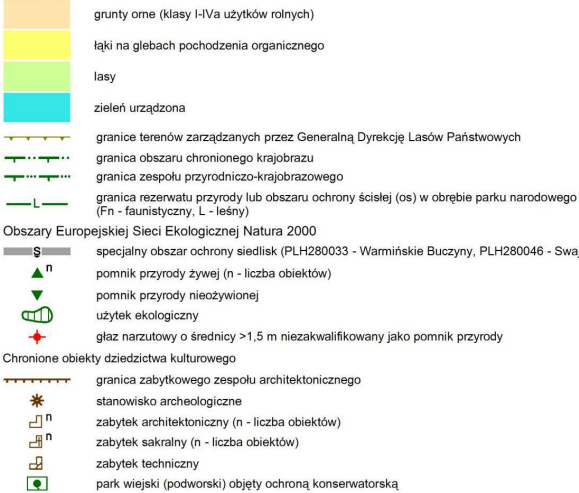 grunty orne (klasy I-IVa użytków rolnych)
łąki na glebach pochodzenia organicznego
lasy
zieleń urządzona
granice terenów zarządzanych przez Generalną Dyrekcję Lasów Państwowych
granica obszaru chronionego krajobrazu
granica zespołu przyrodniczo-krajobrazowego
L granica rezerwatu przyrody lub obszaru ochrony ścisłej (os) w obrębie parku narodowego
(Fn - faunistyczny, L - leśny)
Obszary Europejskiej Sieci Ekologicznej Natura 2000
S specjalny obszar ochrony siedlisk (PLH280033 - Warmińskie Buczyny, PLH280046 - Swaj
n pomnik przyrody żywej (n - liczba obiektów)
pomnik przyrody nieożywionej
użytek ekologiczny
głaz narzutowy o średnicy >1,5 m niezakwalifikowany jako pomnik przyrody
Chronione obiekty dziedzictwa kulturowego
granica zabytkowego zespołu architektonicznego
stanowisko archeologiczne
n zabytek architektoniczny (n - liczba obiektów)
n zabytek sakralny (n - liczba obiektów)
zabytek techniczny
park wiejski (podworski) objęty ochroną konserwatorską